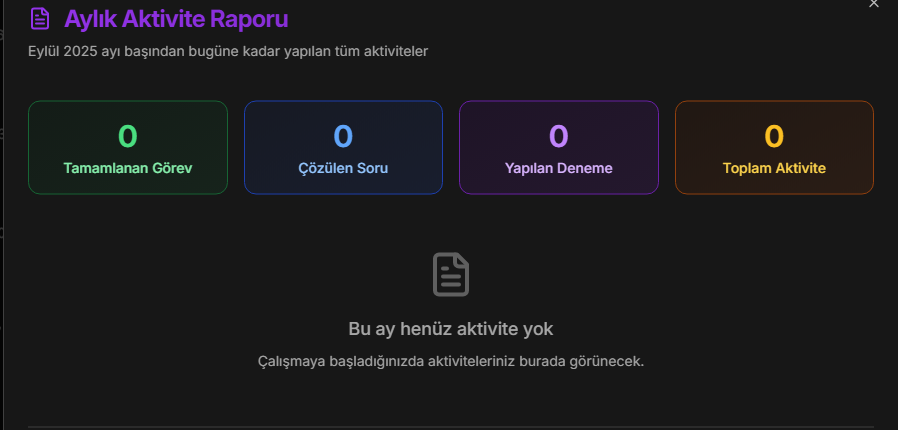 Aylık Aktivite Raporu
Eylül 2025 ayı başından bugüne kadar yapılan tüm aktiviteler
0
Tamamlanan Görev
0
Çözülen Soru
0
Yapılan Deneme
0
Toplam Aktivite
Bu ay henüz aktivite yok
Çalışmaya başladığınızda aktiviteleriniz burada görünecek.